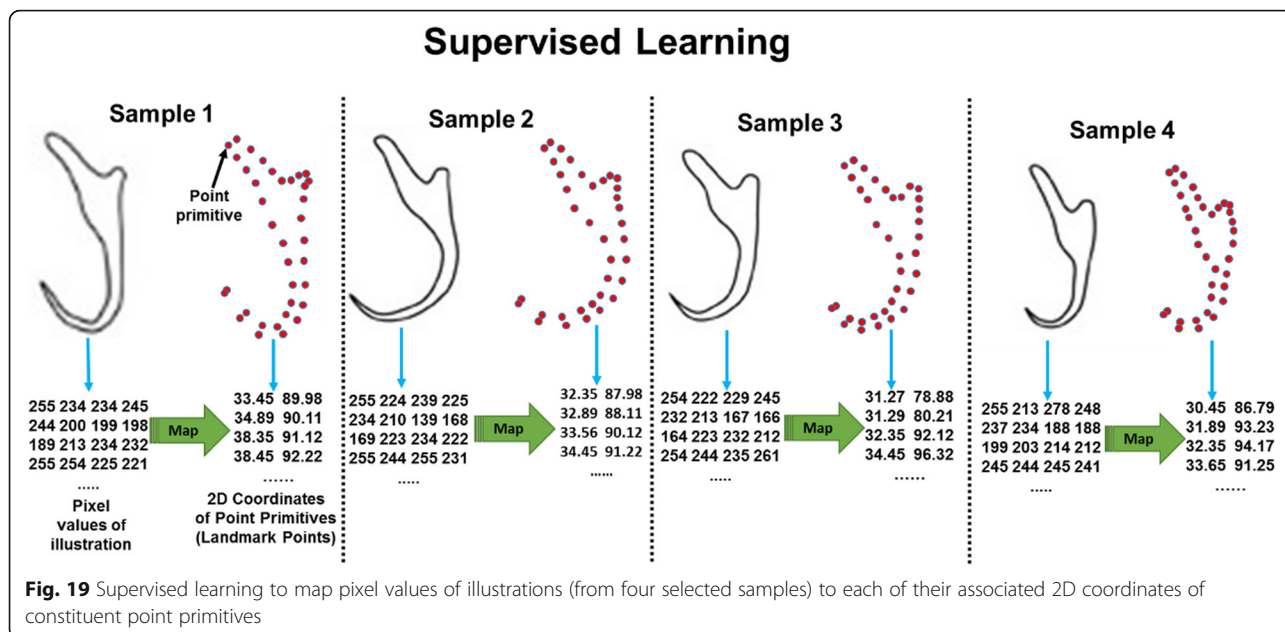 Supervised Learning
Sample 1
Point
primitive
255 234 234 245
244 200 199 198
189 213 234 232
255 254 225 221
.....
Pixel
values of
illustration
Map
33.45 89.98
34.89 90.11
38.35 91.12
38.45 92.22
......
2D Coordinates
of Point Primitives
(Landmark Points)
Sample 2
255 224 239 225
234 210 139 168
169 223 234 222
255 244 255 231
.....
Map
32.35 87.98
32.89 88.11
33.56 90.12
34.45 91.22
......
Sample 3
254 222 229 245
232 213 167 166
164 223 232 212
254 244 235 261
.....
Map
31.27 78.88
31.29 80.21
32.35 92.12
34.45 96.32
......
Sample 4
255 213 278 248
237 234 188 188
199 203 214 212
245 244 245 241
.....
Map
30.45 86.79
31.89 93.23
32.35 94.17
33.65 91.25
......
Fig. 19 Supervised learning to map pixel values of illustrations (from four selected samples) to each of their associated 2D coordinates of
constituent point primitives